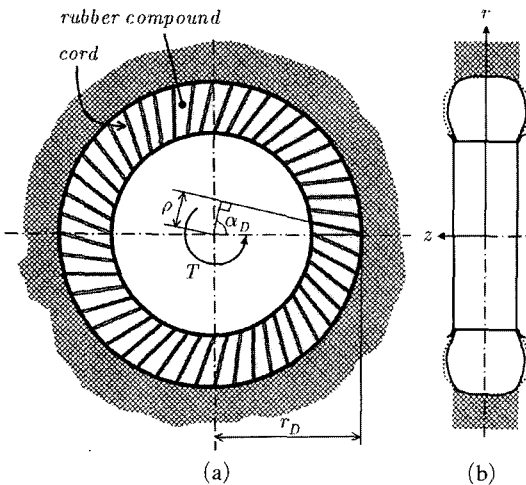 rubber compound
cord
ρ
α_D
T
r_D
(a)
r
z
(b)